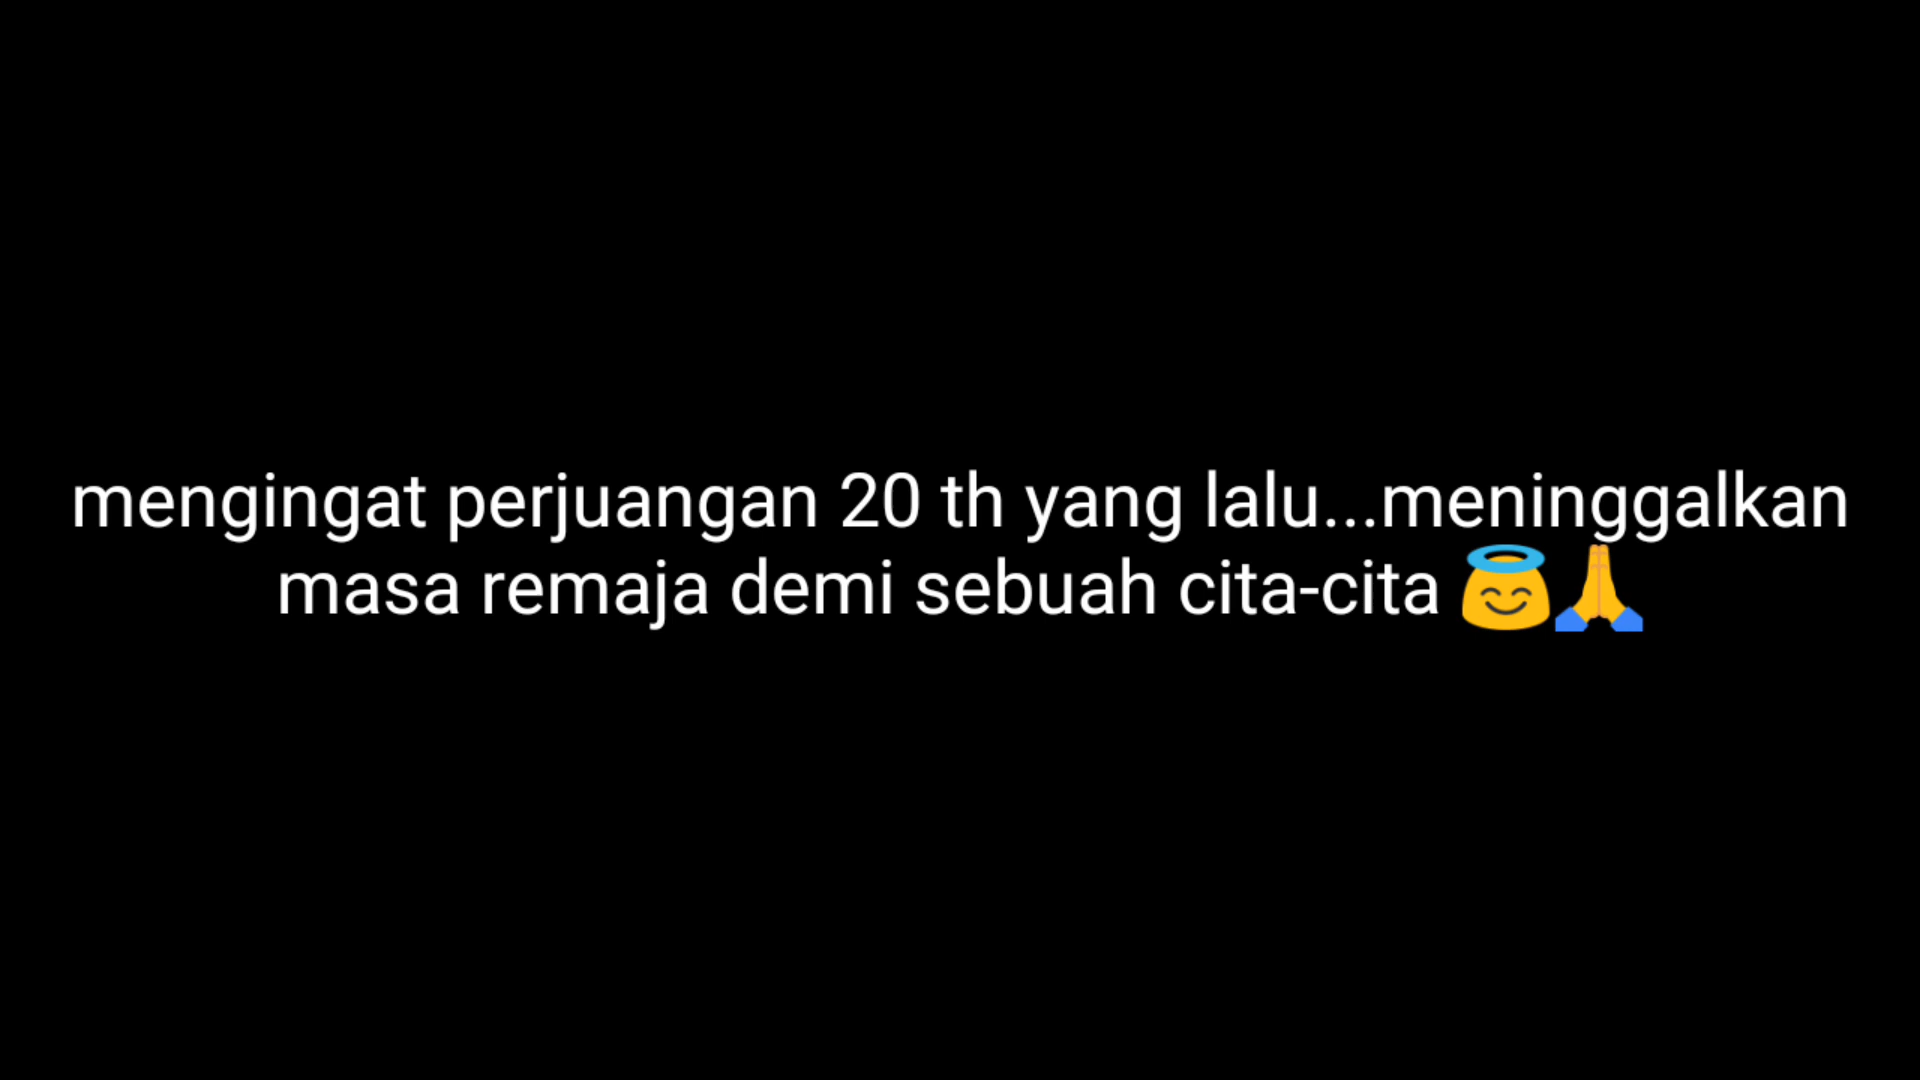 mengingat perjuangan 20 th yang lalu...meninggalkan
masa remaja demi sebuah cita-cita 😇🙏